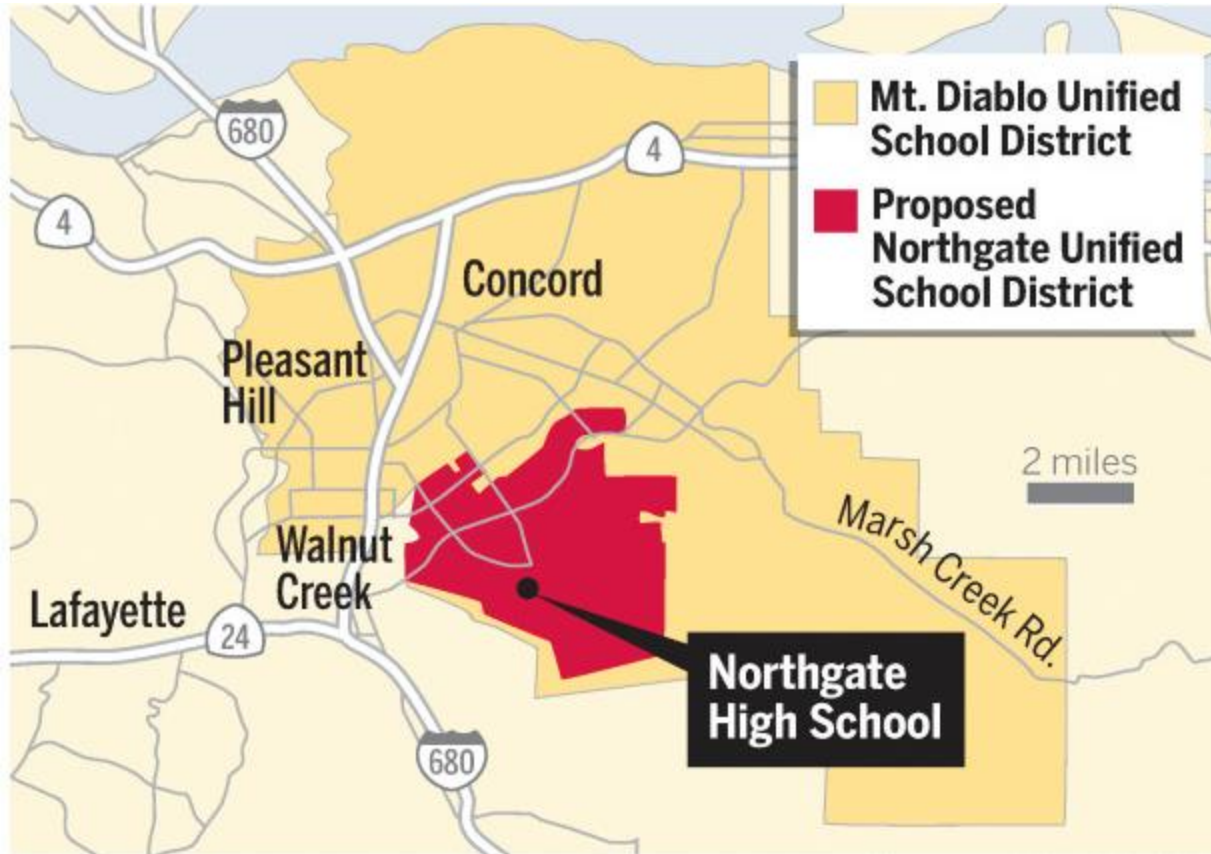 680
4
4
Mt. Diablo Unified
School District
Proposed
Northgate Unified
School District
Concord
Pleasant
Hill
2 miles
Marsh Creek Rd.
Walnut
Creek
Lafayette
24
Northgate
High School
680